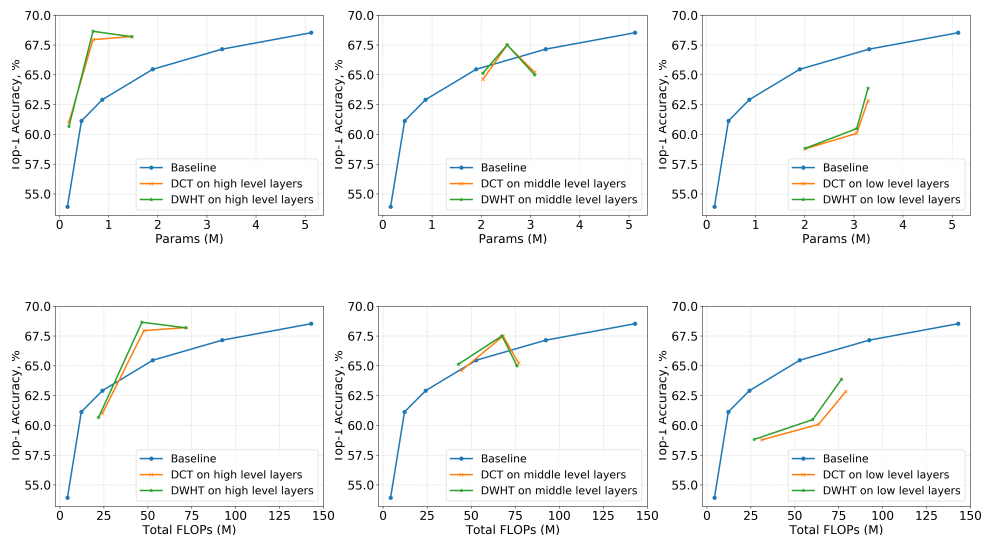 70.0
67.5
65.0
62.5
60.0
57.5
55.0
Top-1 Accuracy, %
0 1 2 3 4 5
Params (M)
Baseline
DCT on high level layers
DWHT on high level layers
70.0
67.5
65.0
62.5
60.0
57.5
55.0
Top-1 Accuracy, %
0 1 2 3 4 5
Params (M)
Baseline
DCT on middle level layers
DWHT on middle level layers
70.0
67.5
65.0
62.5
60.0
57.5
55.0
Top-1 Accuracy, %
0 1 2 3 4 5
Params (M)
Baseline
DCT on low level layers
DWHT on low level layers
70.0
67.5
65.0
62.5
60.0
57.5
55.0
Top-1 Accuracy, %
0 25 50 75 100 125 150
Total FLOPs (M)
Baseline
DCT on high level layers
DWHT on high level layers
70.0
67.5
65.0
62.5
60.0
57.5
55.0
Top-1 Accuracy, %
0 25 50 75 100 125 150
Total FLOPs (M)
Baseline
DCT on middle level layers
DWHT on middle level layers
70.0
67.5
65.0
62.5
60.0
57.5
55.0
Top-1 Accuracy, %
0 25 50 75 100 125 150
Total FLOPs (M)
Baseline
DCT on low level layers
DWHT on low level layers